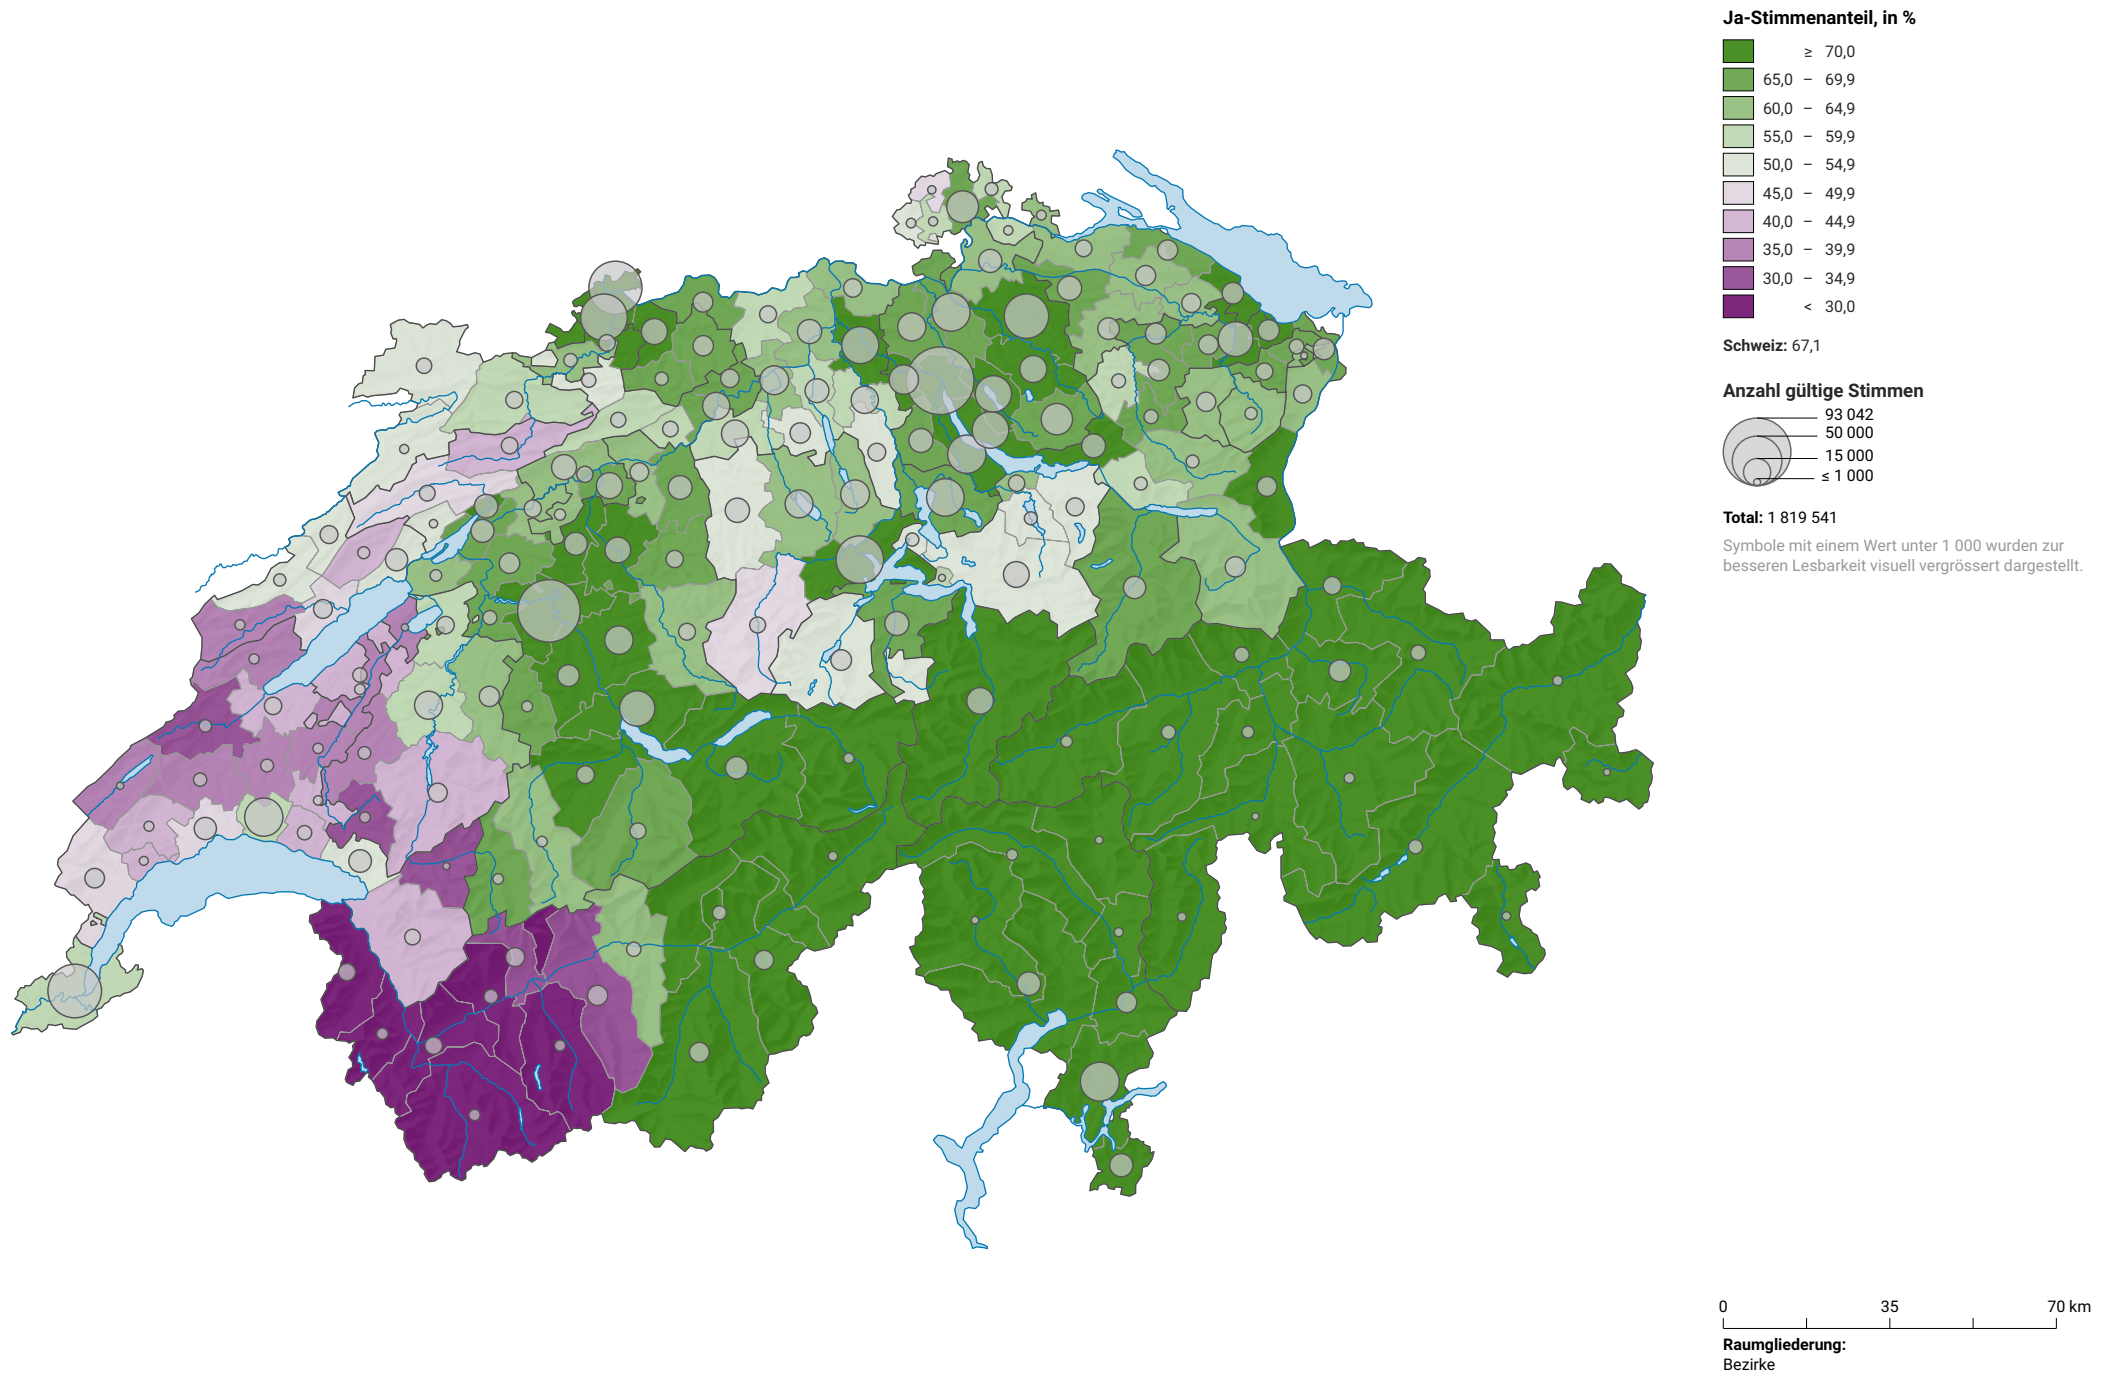 Ja-Stimmenanteil, in %
≥ 70,0
65,0 – 69,9
60,0 – 64,9
55,0 – 59,9
50,0 – 54,9
45,0 – 49,9
40,0 – 44,9
35,0 – 39,9
30,0 – 34,9
< 30,0
Schweiz: 67,1
Anzahl gültige Stimmen
93 042
50 000
15 000
≤ 1 000
Total: 1 819 541
Symbole mit einem Wert unter 1 000 wurden zur
besseren Lesbarkeit visuell vergrössert dargestellt.
0 35 70 km
Raumgliederung:
Bezirke